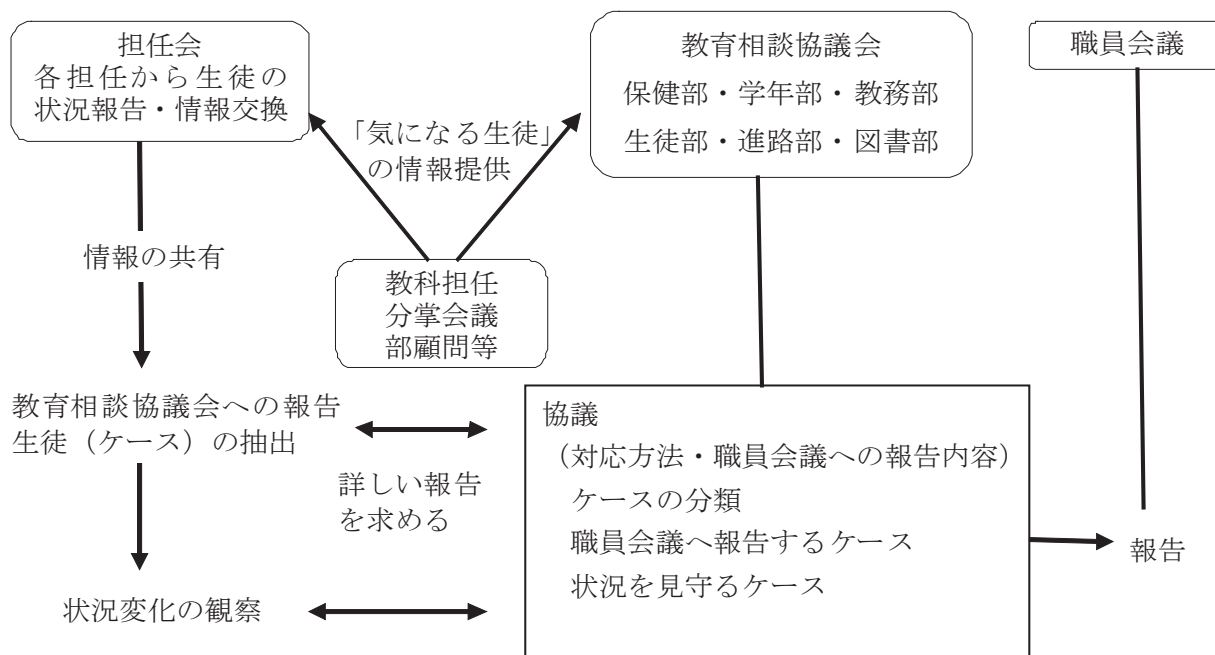 担任会
各担任から生徒の
状況報告・情報交換
教育相談協議会
保健部・学年部・教務部
生徒部・進路部・図書部
職員会議
「気になる生徒」
の情報提供
情報の共有
教科担任
分掌会議
部顧問等
教育相談協議会への報告
生徒（ケース）の抽出
詳しい報告
を求める
状況変化の観察
協議
（対応方法・職員会議への報告内容）
ケースの分類
職員会議へ報告するケース
状況を見守るケース
報告